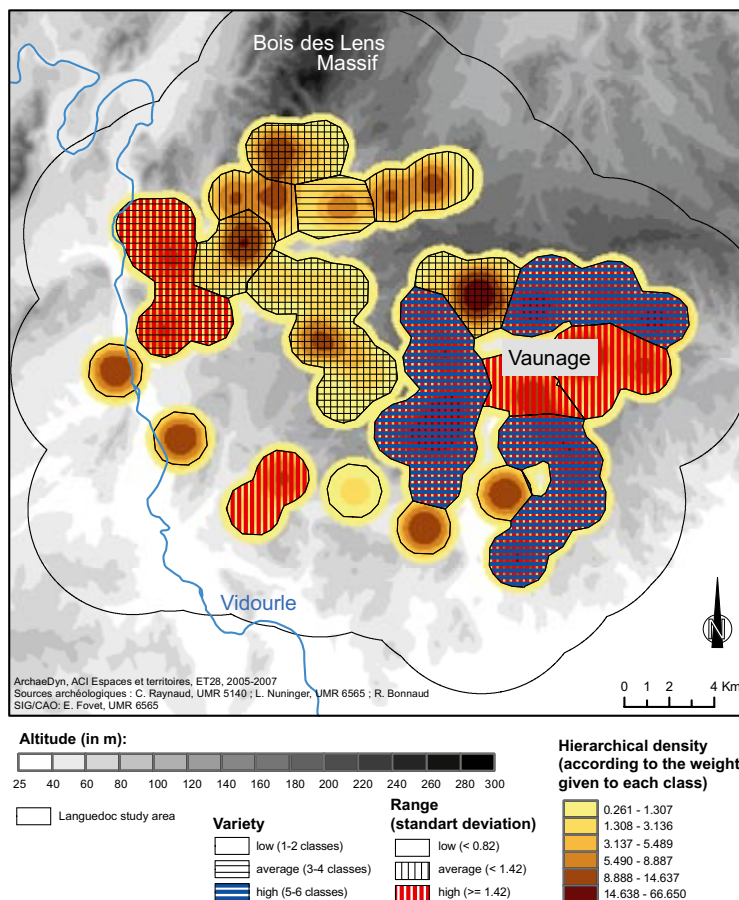 Bois des Lens
Massif
Vaunage
Vidourle
N
ArchaeDyn, ACI Espaces et territoires, ET28, 2005-2007
Sources archéologiques : C. Raynaud, UMR 5140 ; L. Nuninger, UMR 6565 ; R. Bonnaud
SIG/CAO: E. Fovet, UMR 6565
0 1 2 4 Km
Altitude (in m):
25 40 60 80 100 120 140 160 180 200 220 240 260 280 300
Languedoc study area
Variety
low (1-2 classes)
average (3-4 classes)
high (5-6 classes)
Range
(standart deviation)
low (< 0.82)
average (< 1.42)
high (>= 1.42)
Hierarchical density
(according to the weight
given to each class)
0.261 - 1.307
1.308 - 3.136
3.137 - 5.489
5.490 - 8.887
8.888 - 14.637
14.638 - 66.650